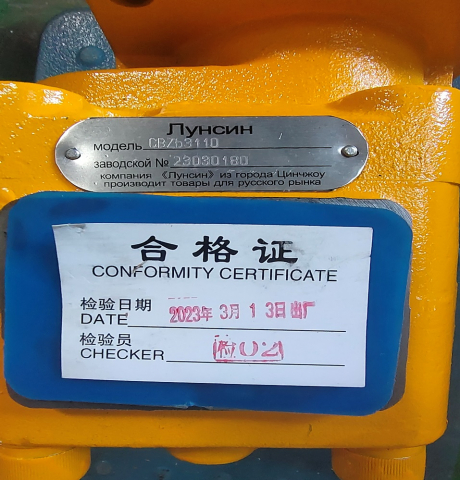 Лунсин
модель CBZb3110
заводской № 23030180
компания 《Лунсин》 из города Цинчжоу
производит товары для русского рынка
合格证
CONFORMITY CERTIFICATE
检验日期
DATE 2023年 3月 1 3日出厂
检验员
CHECKER 检02